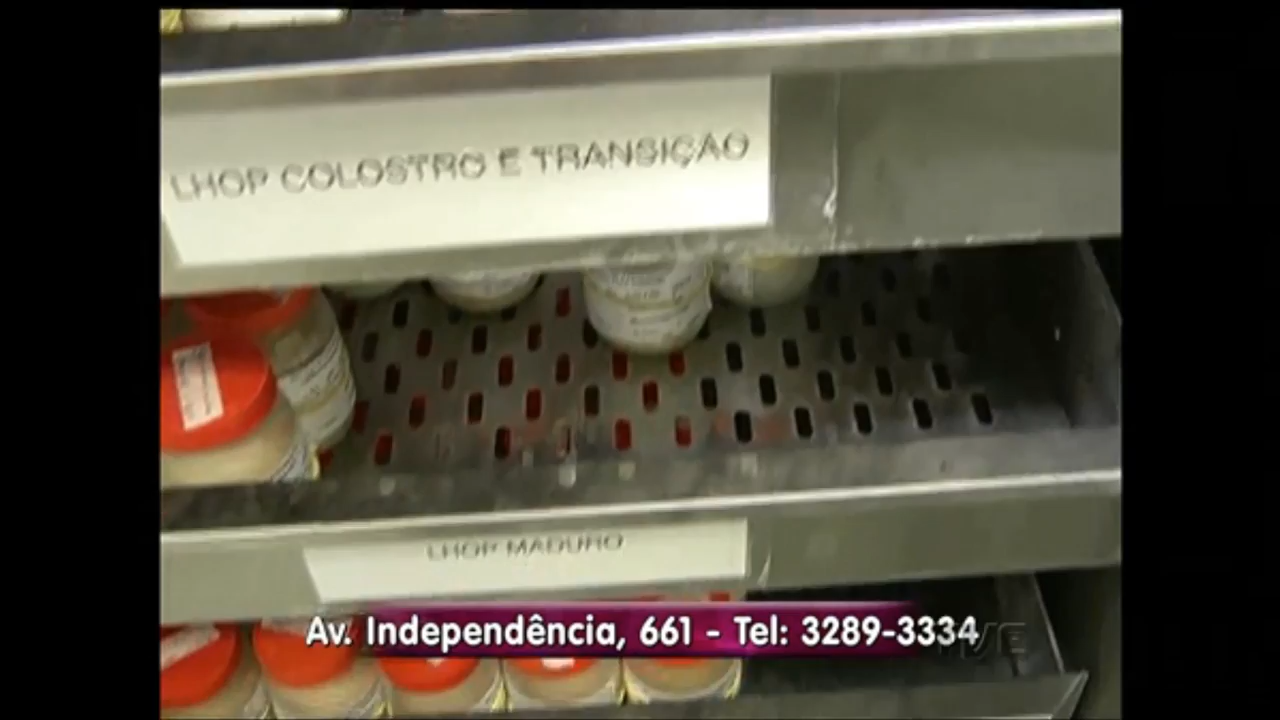 LHOP COLOSTRO E TRANSIÇÃO
LHOP MADURO
Av. Independência, 661 - Tel: 3289-3334